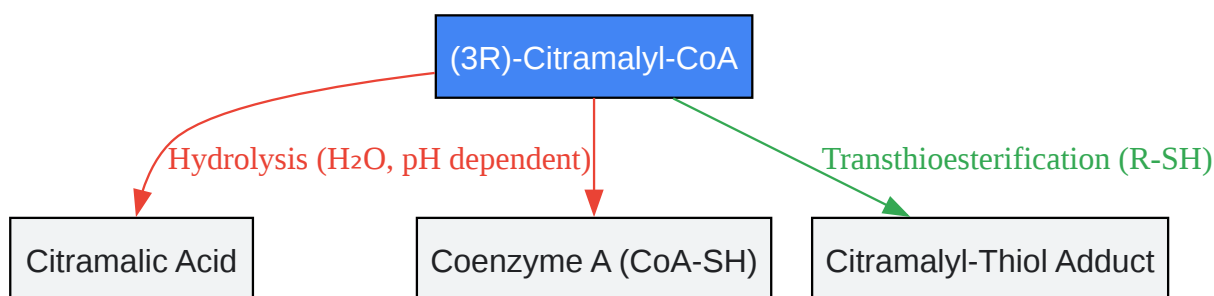 (3R)-Citramalyl-CoA
Hydrolysis (H₂O, pH dependent)
Transthioesterification (R-SH)
Citramalic Acid
Coenzyme A (CoA-SH)
Citramalyl-Thiol Adduct